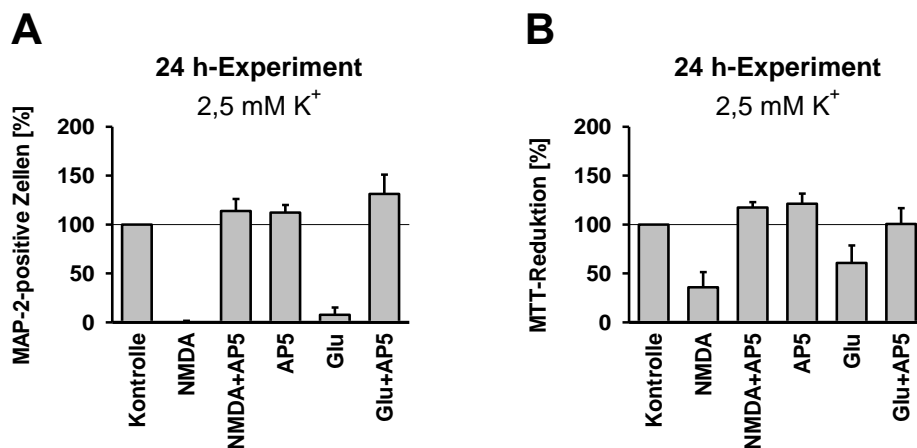 A
24 h-Experiment
2,5 mM K⁺
MAP-2-positive Zellen [%]
200
150
100
50
0
Kontrolle
NMDA
NMDA+AP5
AP5
Glu
Glu+AP5
B
24 h-Experiment
2,5 mM K⁺
MTT-Reduktion [%]
200
150
100
50
0
Kontrolle
NMDA
NMDA+AP5
AP5
Glu
Glu+AP5